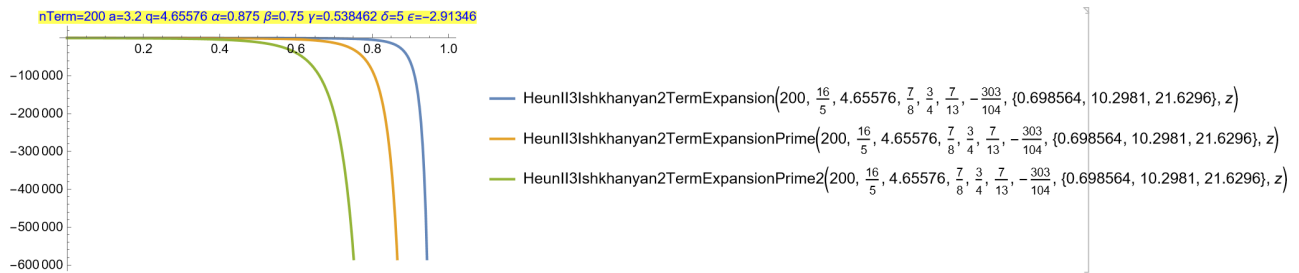 nTerm=200 a=3.2 q=4.65576 α=0.875 β=0.75 γ=0.538462 δ=5 ϵ=-2.91346
0.2 0.4 0.6 0.8 1.0
-100 000
-200 000
-300 000
-400 000
-500 000
-600 000
HeunII3Ishkhanyan2TermExpansion(200, 16/5, 4.65576, 7/8, 3/4, 7/13, -303/104, {0.698564, 10.2981, 21.6296}, z)
HeunII3Ishkhanyan2TermExpansionPrime(200, 16/5, 4.65576, 7/8, 3/4, 7/13, -303/104, {0.698564, 10.2981, 21.6296}, z)
HeunII3Ishkhanyan2TermExpansionPrime2(200, 16/5, 4.65576, 7/8, 3/4, 7/13, -303/104, {0.698564, 10.2981, 21.6296}, z)